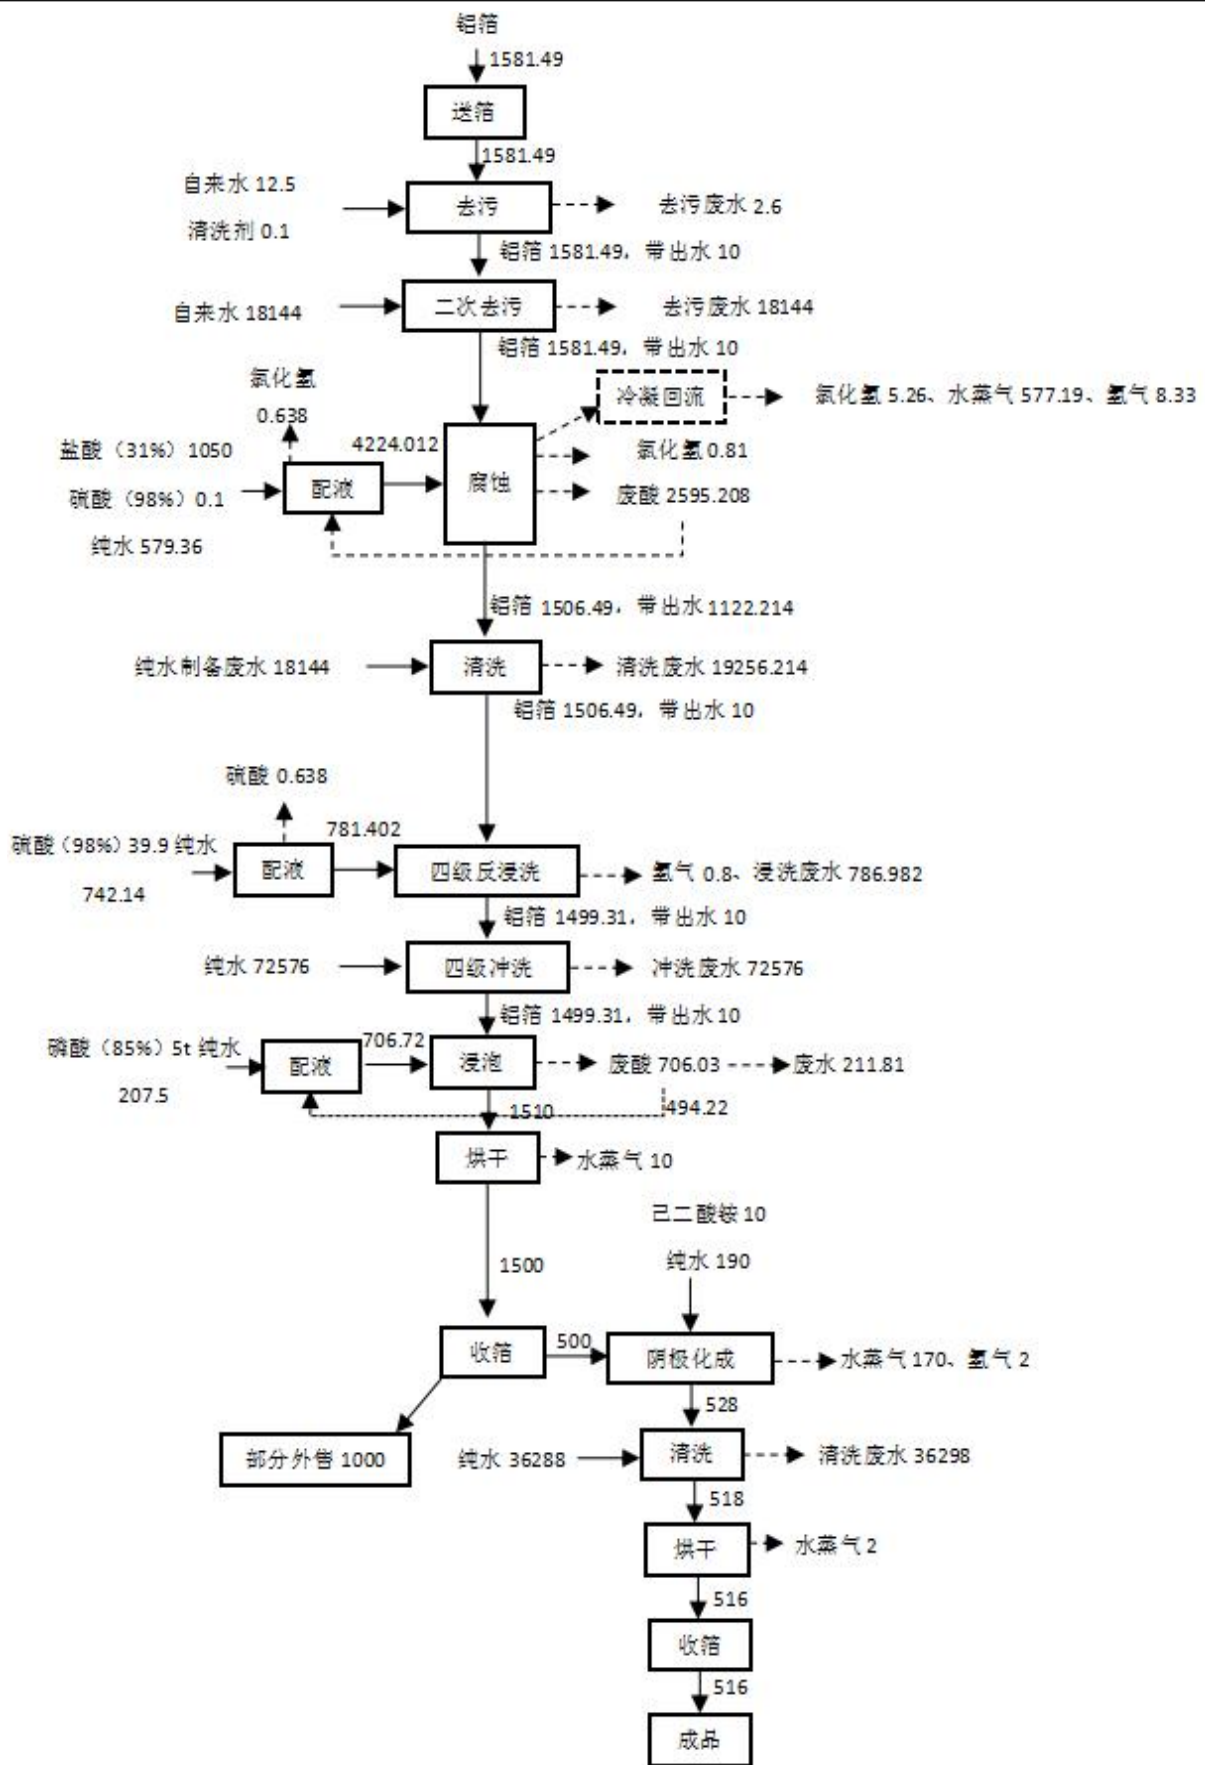 铝箔
1581.49
送箔
1581.49
自来水 12.5
清洗剂 0.1
去污
去污废水 2.6
铝箔 1581.49，带出水 10
自来水 18144
二次去污
去污废水 18144
铝箔 1581.49，带出水 10
氯化氢
0.638
冷凝回流
氯化氢 5.26、水蒸气 577.19、氢气 8.33
盐酸（31%）1050
硫酸（98%）0.1
纯水 579.36
配液
4224.012
腐蚀
氯化氢 0.81
废酸 2595.208
铝箔 1506.49，带出水 1122.214
纯水制备废水 18144
清洗
清洗废水 19256.214
铝箔 1506.49，带出水 10
硫酸 0.638
硫酸（98%）39.9 纯水
742.14
配液
781.402
四级反浸洗
氢气 0.8、浸洗废水 786.982
铝箔 1499.31，带出水 10
纯水 72576
四级冲洗
冲洗废水 72576
铝箔 1499.31，带出水 10
磷酸（85%）5t 纯水
207.5
配液
706.72
浸泡
废酸 706.03
废水 211.81
494.22
1510
烘干
水蒸气 10
1500
己二酸铵 10
纯水 190
收箔
500
阴极化成
水蒸气 170、氢气 2
528
部分外售 1000
纯水 36288
清洗
清洗废水 36298
518
烘干
水蒸气 2
516
收箔
516
成品